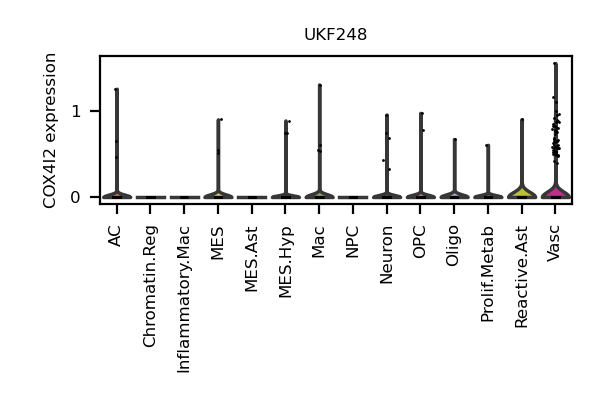 UKF248
COX4I2 expression
1
0
AC
Chromatin.Reg
Inflammatory.Mac
MES
MES.Ast
MES.Hyp
Mac
NPC
Neuron
OPC
Oligo
Prolif.Metab
Reactive.Ast
Vasc